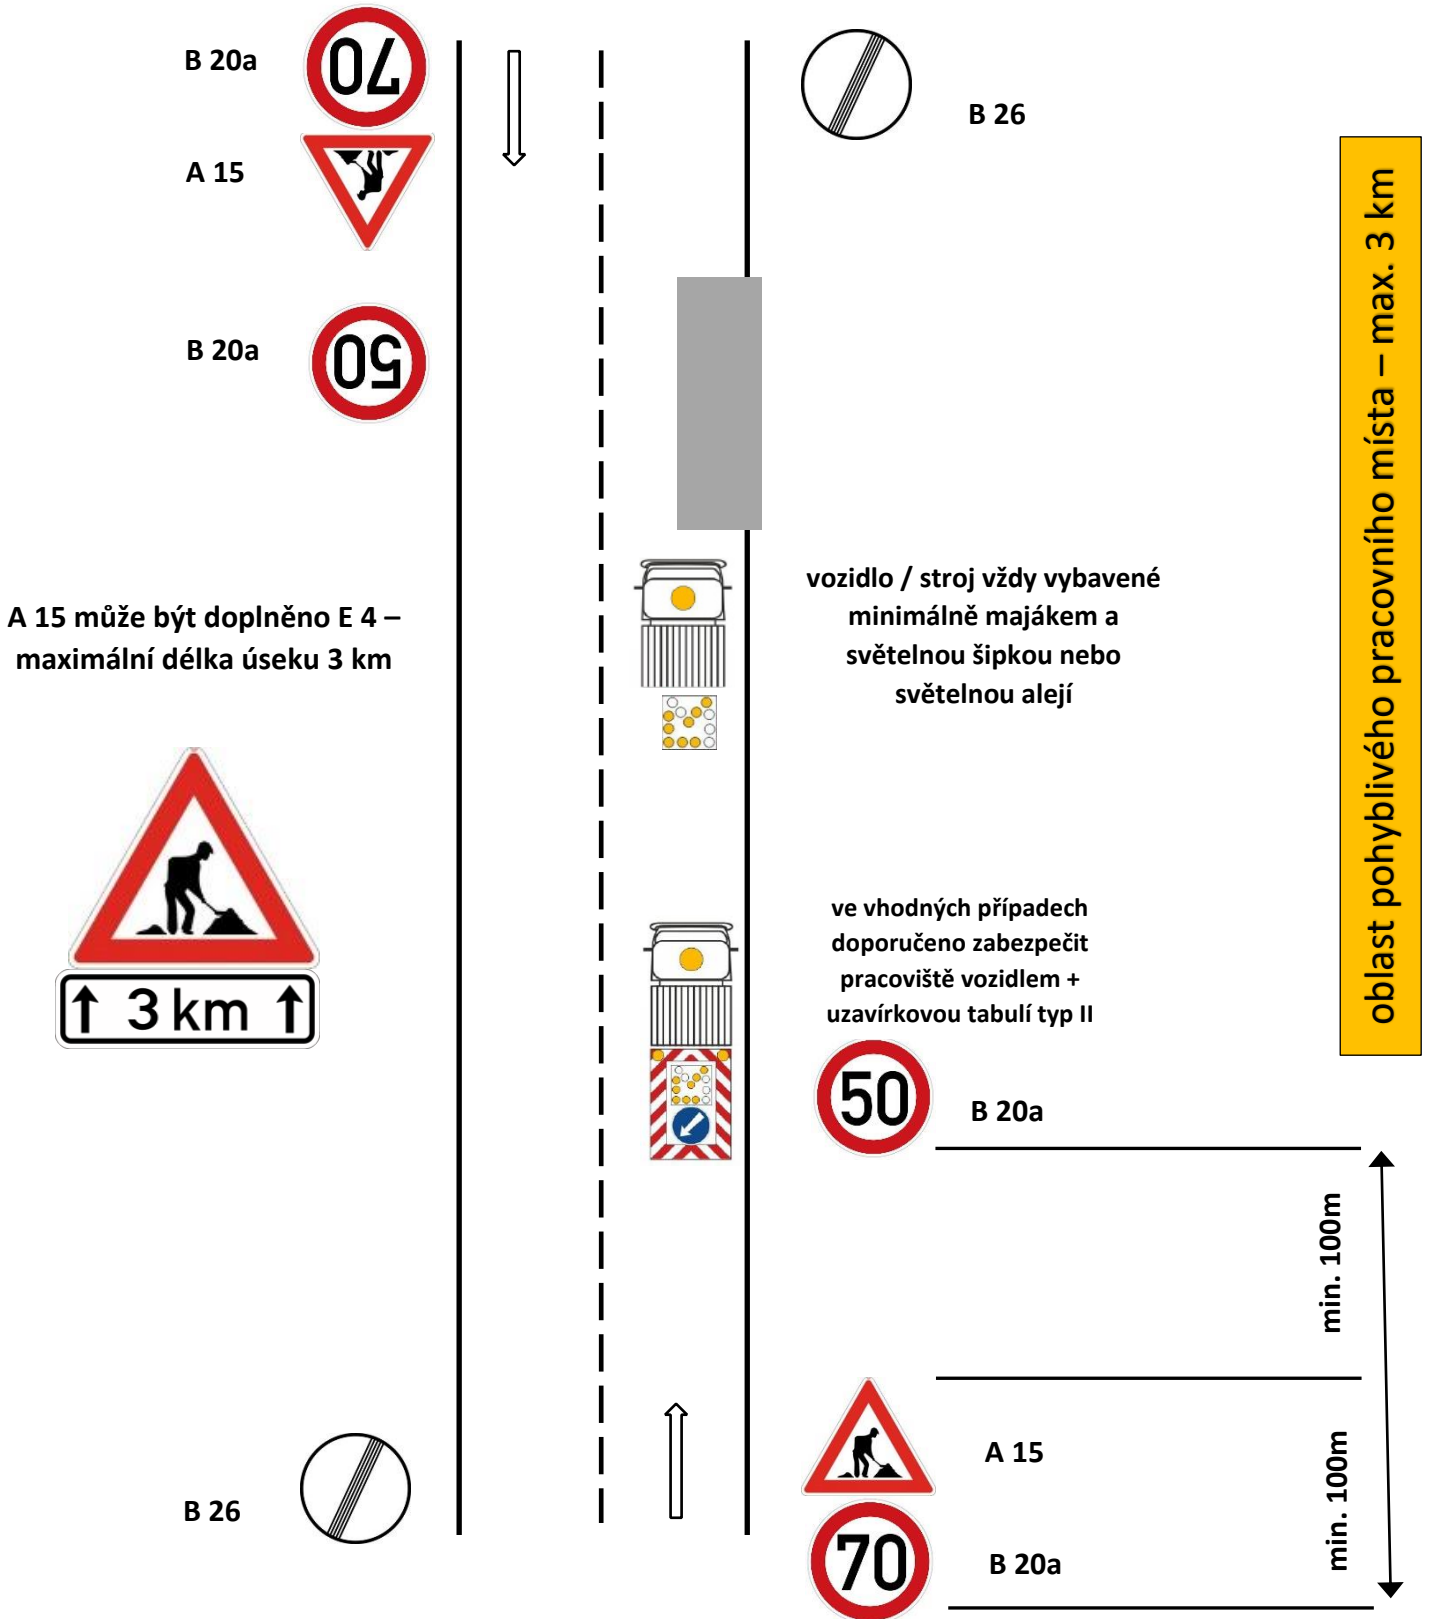 B 20a
70
B 26
A 15
B 20a
50
oblast pohyblivého pracovního místa – max. 3 km
A 15 může být doplněno E 4 –
maximální délka úseku 3 km
vozidlo / stroj vždy vybavené
minimálně majákem a
světelnou šipkou nebo
světelnou alejí
3 km
ve vhodných případech
doporučeno zabezpečit
pracoviště vozidlem +
uzavírkovou tabulí typ II
50
B 20a
min. 100m
A 15
min. 100m
B 26
70
B 20a